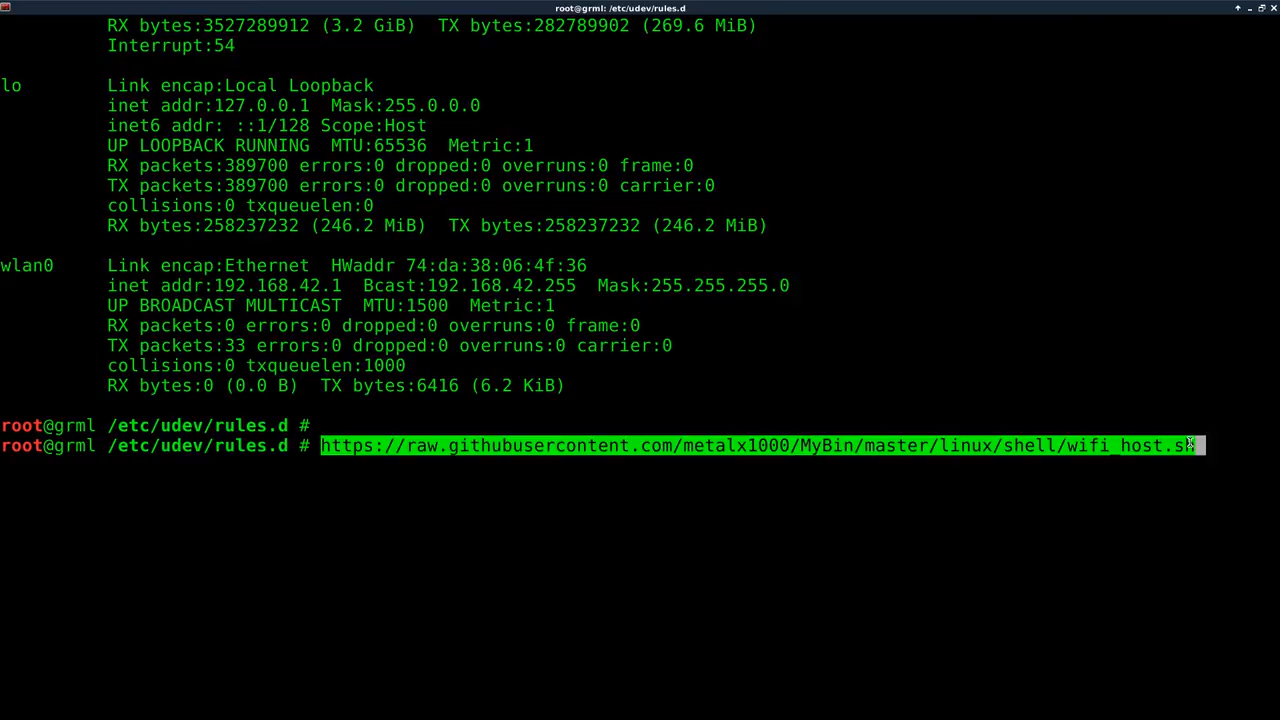 root@grml: /etc/udev/rules.d
RX bytes:3527289912 (3.2 GiB)  TX bytes:282789902 (269.6 MiB)
Interrupt:54
lo        Link encap:Local Loopback
inet addr:127.0.0.1  Mask:255.0.0.0
inet6 addr: ::1/128 Scope:Host
UP LOOPBACK RUNNING  MTU:65536  Metric:1
RX packets:389700 errors:0 dropped:0 overruns:0 frame:0
TX packets:389700 errors:0 dropped:0 overruns:0 carrier:0
collisions:0 txqueuelen:0
RX bytes:258237232 (246.2 MiB)  TX bytes:258237232 (246.2 MiB)
wlan0     Link encap:Ethernet  HWaddr 74:da:38:06:4f:36
inet addr:192.168.42.1  Bcast:192.168.42.255  Mask:255.255.255.0
UP BROADCAST MULTICAST  MTU:1500  Metric:1
RX packets:0 errors:0 dropped:0 overruns:0 frame:0
TX packets:33 errors:0 dropped:0 overruns:0 carrier:0
collisions:0 txqueuelen:1000
RX bytes:0 (0.0 B)  TX bytes:6416 (6.2 KiB)
root@grml /etc/udev/rules.d #
root@grml /etc/udev/rules.d # https://raw.githubusercontent.com/metalx1000/MyBin/master/linux/shell/wifi_host.sh